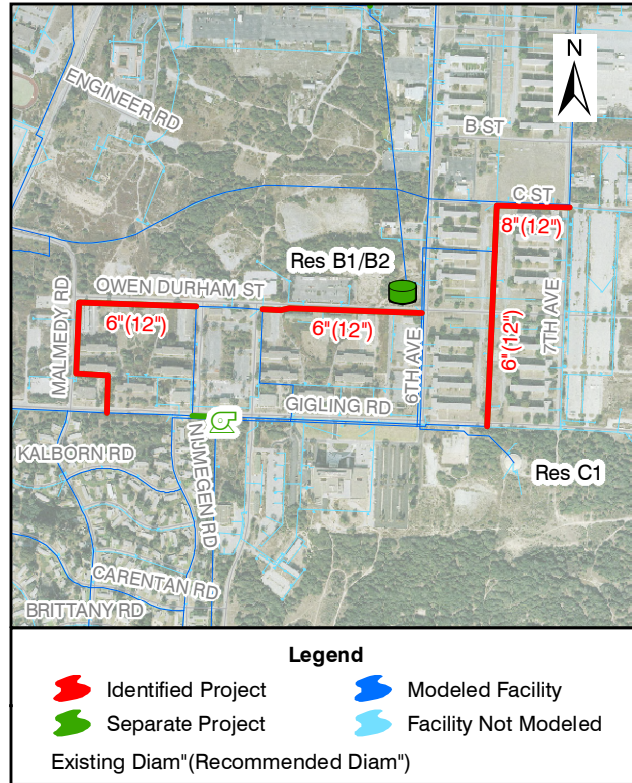 N
ENGINEER RD
B ST
C ST
8"(12")
Res B1/B2
OWEN DURHAM ST
6"(12")
6"(12")
6"(12")
MALMEDY RD
6TH AVE
7TH AVE
GIGLING RD
NIJMEGEN RD
KALBORN RD
Res C1
CARENTAN RD
BRITTANY RD
Legend
Identified Project
Modeled Facility
Separate Project
Facility Not Modeled
Existing Diam"(Recommended Diam")